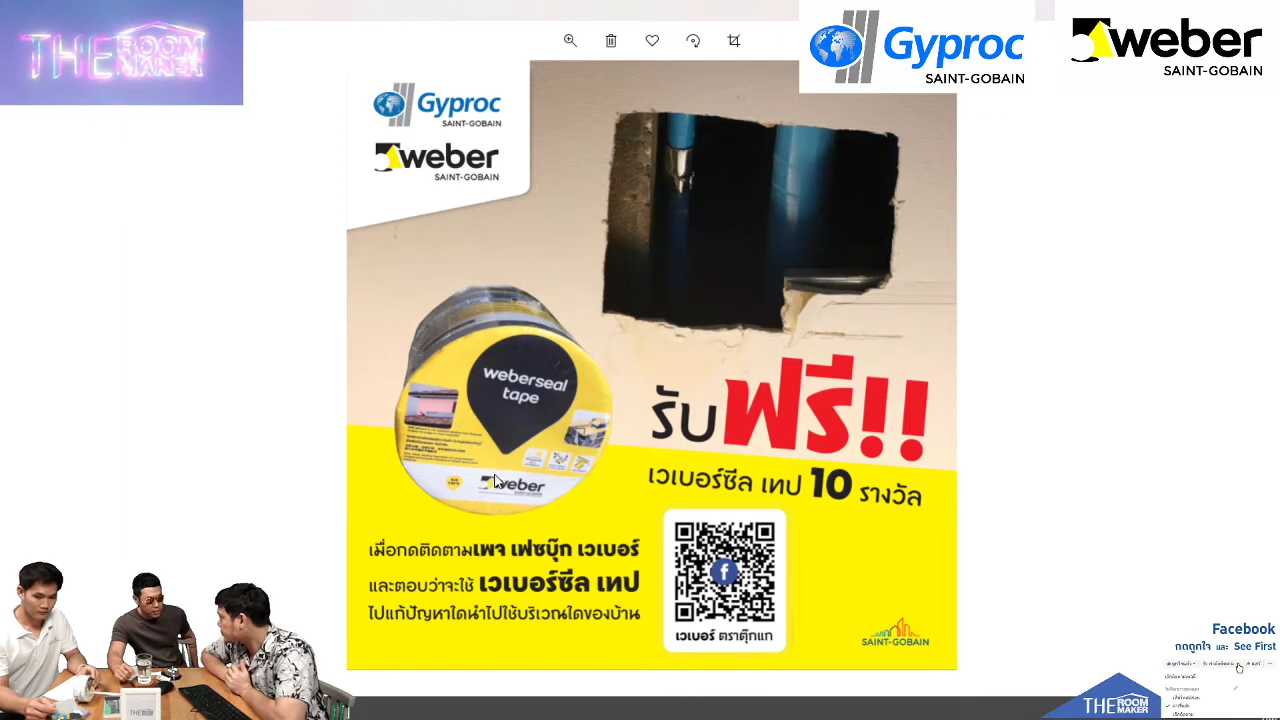 THE ROOM MAKER
Gyproc
SAINT-GOBAIN
weber
SAINT-GOBAIN
Gyproc
SAINT-GOBAIN
weber
SAINT-GOBAIN
weberseal
tape
weber
รับฟรี!!
เวเบอร์ซีล เทป 10 รางวัล
เมื่อกดติดตามเพจ เฟซบุ๊ก เวเบอร์
และตอบว่าจะใช้ เวเบอร์ซีล เทป
ไปแก้ปัญหาใดนำไปใช้บริเวณใดของบ้าน
f
เวเบอร์ ตราตุ๊กแก
SAINT-GOBAIN
Facebook
กดถูกใจ และ See First
THE ROOM MAKER